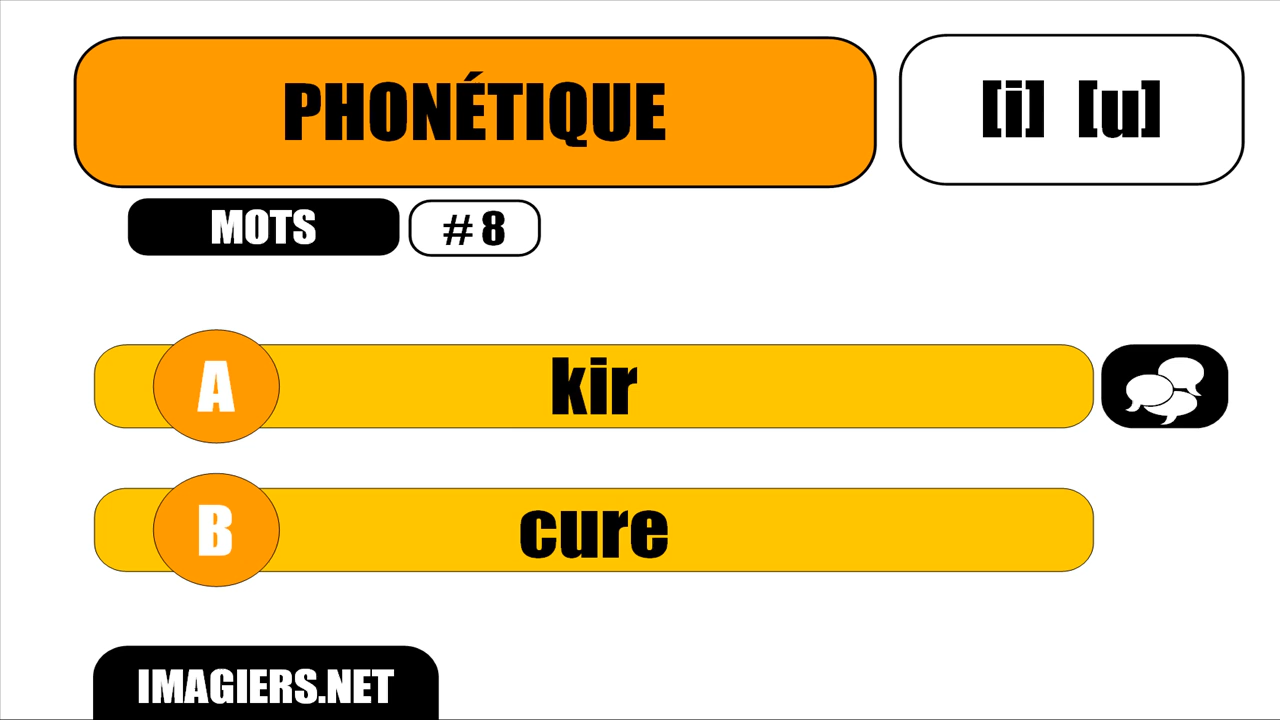 PHONÉTIQUE
[i] [u]
MOTS
# 8
A kir
B cure
IMAGIERS.NET